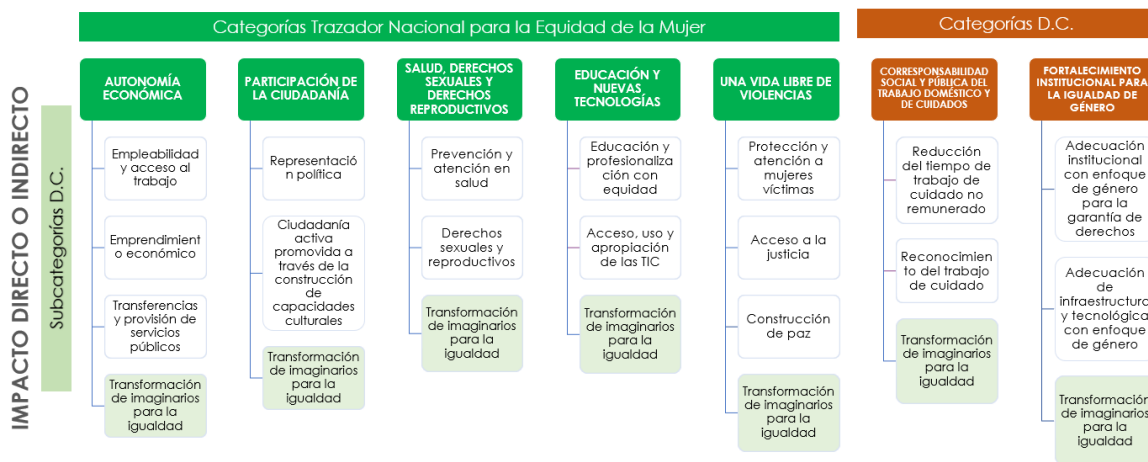 Categorías Trazador Nacional para la Equidad de la Mujer
Categorías D.C.
IMPACTO DIRECTO O INDIRECTO
Subcategorías D.C.
AUTONOMÍA
ECONÓMICA
Empleabilidad
y acceso al
trabajo
Emprendimient
o económico
Transferencias
y provisión de
servicios
públicos
Transformación
de imaginarios
para la
igualdad
PARTICIPACIÓN DE
LA CIUDADANÍA
Representació
n política
Ciudadanía
activa
promovida a
través de la
construcción
de
capacidades
culturales
Transformación
de imaginarios
para la
igualdad
SALUD, DERECHOS
SEXUALES Y
DERECHOS
REPRODUCTIVOS
Prevención y
atención en
salud
Derechos
sexuales y
reproductivos
Transformación
de imaginarios
para la
igualdad
EDUCACIÓN Y
NUEVAS
TECNOLOGÍAS
Educación y
profesionaliza
ción con
equidad
Acceso, uso y
apropiación
de las TIC
Transformación
de imaginarios
para la
igualdad
UNA VIDA LIBRE DE
VIOLENCIAS
Protección y
atención a
mujeres
víctimas
Acceso a la
justicia
Construcción
de paz
Transformación
de imaginarios
para la
igualdad
CORRESPONSABILIDAD
SOCIAL Y PÚBLICA DEL
TRABAJO DOMÉSTICO Y
DE CUIDADOS
Reducción
del tiempo de
trabajo de
cuidado no
remunerado
Reconocimien
to del trabajo
de cuidado
Transformación
de imaginarios
para la
igualdad
FORTALECIMIENTO
INSTITUCIONAL PARA
LA IGUALDAD DE
GÉNERO
Adecuación
institucional
con enfoque
de género
para la
garantía de
derechos
Adecuación
de
infraestructura
y tecnológica
con enfoque
de género
Transformación
de imaginarios
para la
igualdad